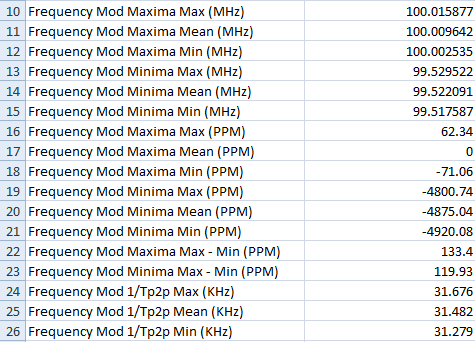 10 Frequency Mod Maxima Max (MHz) 100.015877
11 Frequency Mod Maxima Mean (MHz) 100.009642
12 Frequency Mod Maxima Min (MHz) 100.002535
13 Frequency Mod Minima Max (MHz) 99.529522
14 Frequency Mod Minima Mean (MHz) 99.522091
15 Frequency Mod Minima Min (MHz) 99.517587
16 Frequency Mod Maxima Max (PPM) 62.34
17 Frequency Mod Maxima Mean (PPM) 0
18 Frequency Mod Maxima Min (PPM) -71.06
19 Frequency Mod Minima Max (PPM) -4800.74
20 Frequency Mod Minima Mean (PPM) -4875.04
21 Frequency Mod Minima Min (PPM) -4920.08
22 Frequency Mod Maxima Max - Min (PPM) 133.4
23 Frequency Mod Minima Max - Min (PPM) 119.93
24 Frequency Mod 1/Tp2p Max (KHz) 31.676
25 Frequency Mod 1/Tp2p Mean (KHz) 31.482
26 Frequency Mod 1/Tp2p Min (KHz) 31.279